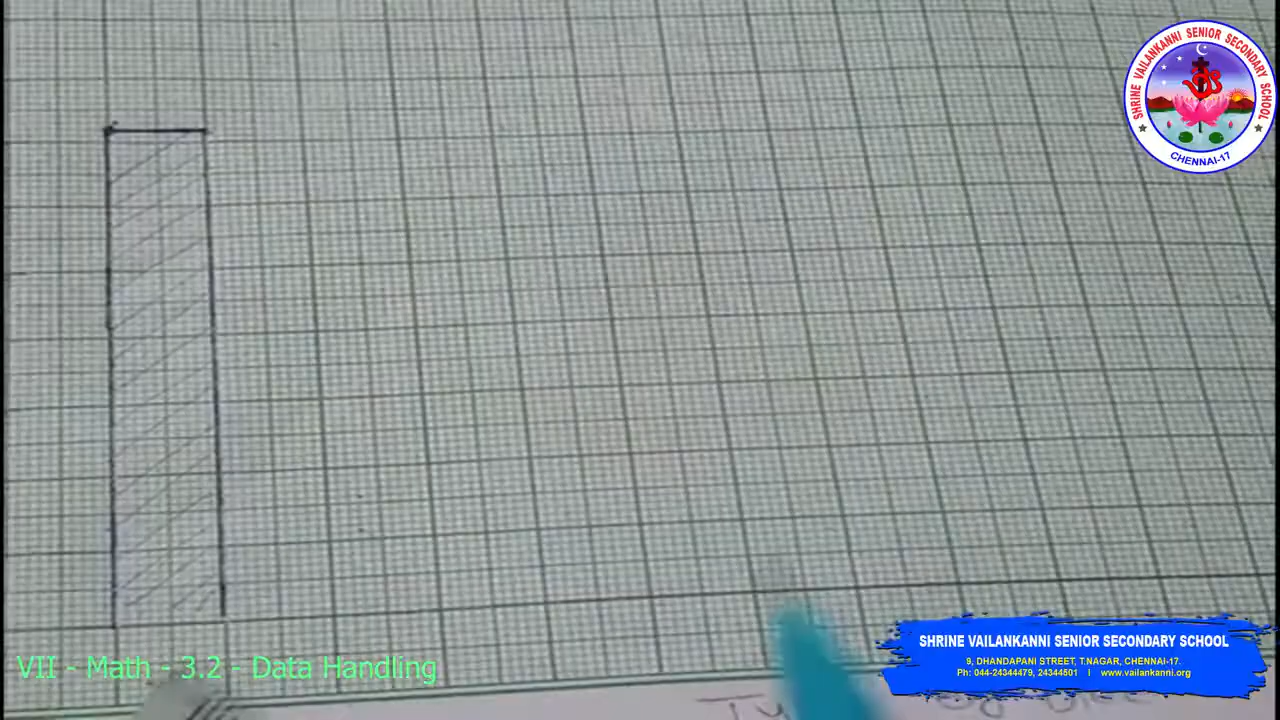 SHRINE VAILANKANNI SENIOR SECONDARY SCHOOL
CHENNAI-17
SHRINE VAILANKANNI SENIOR SECONDARY SCHOOL
9, DHANDAPANI STREET, T.NAGAR, CHENNAI-17.
Ph: 044-24344479, 24344501 I www.vailankanni.org
VII - Math - 3.2 - Data Handling